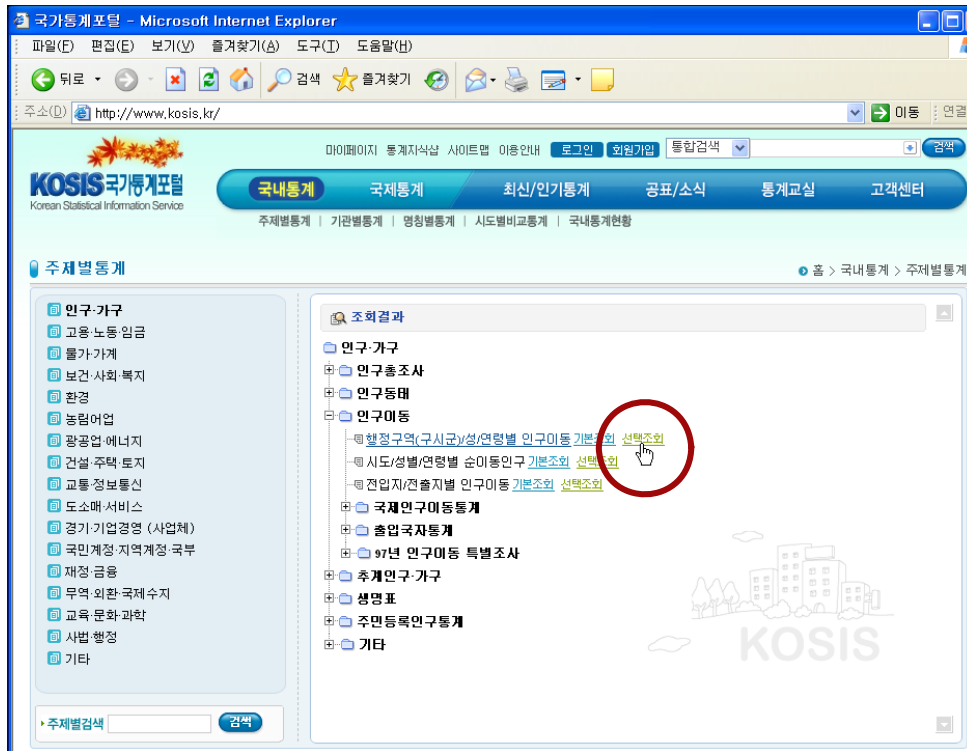 국가통계포털 - Microsoft Internet Explorer
파일(F) 편집(E) 보기(V) 즐겨찾기(A) 도구(T) 도움말(H)
뒤로 검색 즐겨찾기
주소(D) http://www.kosis.kr/ 이동 연결
마이페이지 통계지식샵 사이트맵 이용안내 로그인 회원가입 통합검색 검색
KOSIS 국가통계포털
Korean Statistical Information Service
국내통계 국제통계 최신/인기통계 공표/소식 통계교실 고객센터
주제별통계 | 기관별통계 | 명칭별통계 | 시도별비교통계 | 국내통계현황
주제별통계
홈 > 국내통계 > 주제별통계
인구·가구
고용·노동·임금
물가·가계
보건·사회·복지
환경
농림어업
광공업·에너지
건설·주택·토지
교통·정보통신
도소매·서비스
경기·기업경영 (사업체)
국민계정·지역계정·국부
재정·금융
무역·외환·국제수지
교육·문화·과학
사법·행정
기타
주제별검색 검색
조회결과
인구·가구
인구총조사
인구동태
인구이동
행정구역(구시군)/성/연령별 인구이동 기본조회 선택조회
시도/성별/연령별 순이동인구 기본조회 선택조회
전입지/전출지별 인구이동 기본조회 선택조회
국제인구이동통계
출입국자통계
97년 인구이동 특별조사
추계인구·가구
생명표
주민등록인구통계
기타
KOSIS